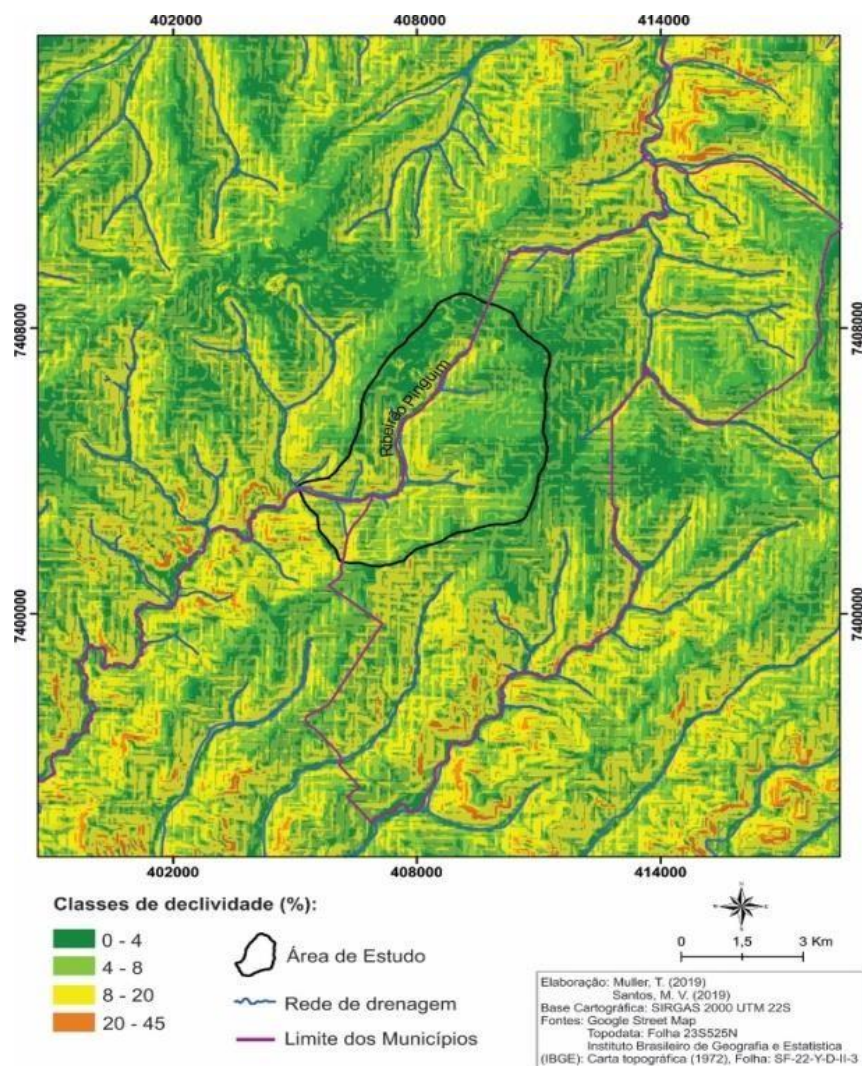 402000 408000 414000
7408000 7408000
Ribeirão Pinguim
7400000 7400000
402000 408000 414000
Classes de declividade (%):
0 - 4
4 - 8
8 - 20
20 - 45
Área de Estudo
Rede de drenagem
Limite dos Municípios
0 1,5 3 Km
Elaboração: Muller, T. (2019)
Santos, M. V. (2019)
Base Cartográfica: SIRGAS 2000 UTM 22S
Fontes: Google Street Map
Topodata: Folha 23S525N
Instituto Brasileiro de Geografia e Estatistica
(IBGE): Carta topográfica (1972), Folha: SF-22-Y-D-II-3